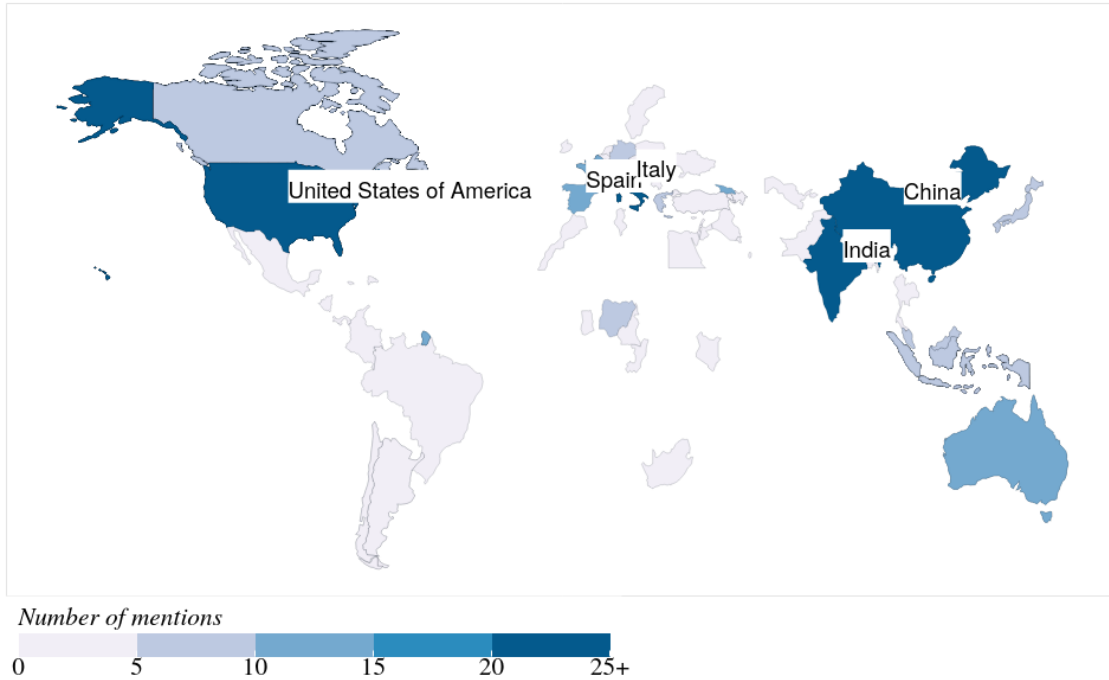 Italy
Spain
United States of America
China
India
Number of mentions
0 5 10 15 20 25+